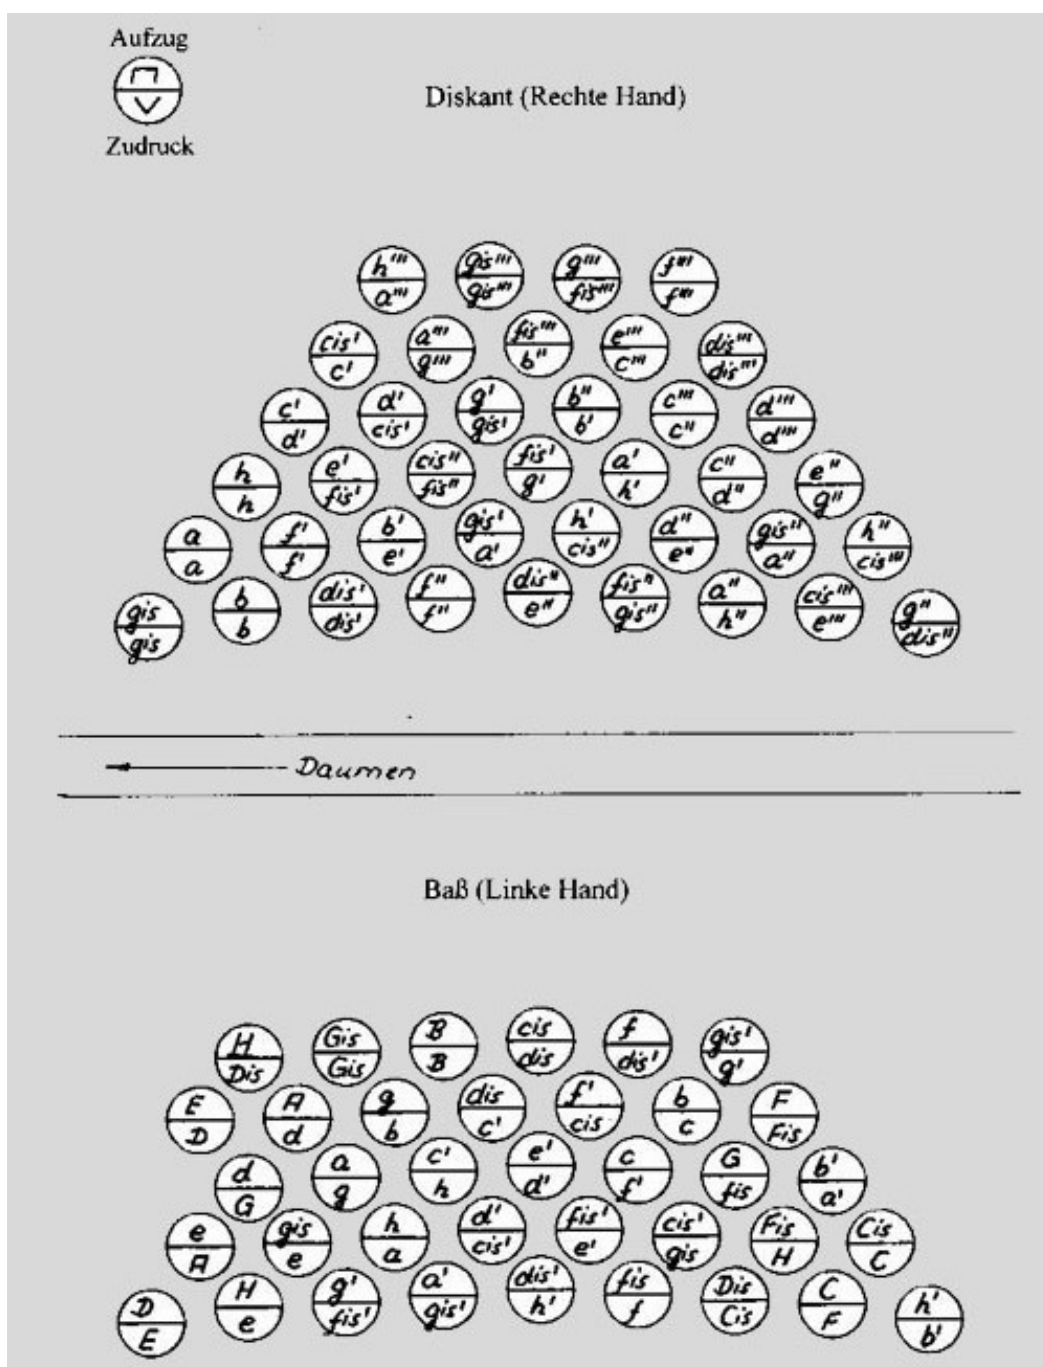 Aufzug
Diskant (Rechte Hand)
Zudruck
h''' gis''' g''' f'''
a''' gis''' fis''' f'''
cis' a''' fis''' e''' dis'''
c' g''' b'' c''' dis'''
c' d' g' b'' c''' d'''
d' cis' gis' b' c'' d'''
h e' cis'' fis' a' c'' e''
h fis' fis'' g' h' d'' g''
a f' b' gis' h' d'' gis'' h''
a f' e' a' cis'' e'' a'' cis'''
gis b dis' f'' dis'' fis'' a'' cis''' g''
gis b dis' f'' e'' gis'' h'' e''' dis''
Daumen
Baß (Linke Hand)
H Gis B cis f gis'
Dis Gis B dis dis' g'
E A g dis f' b F
D d b c' cis c Fis
d a c' e' c G b'
G g h d' f' fis a'
e gis h d' fis' cis' Fis Cis
A e a cis' e' gis H C
D H g' a' dis' fis Dis C h'
E e fis' gis' h' f Cis F b'